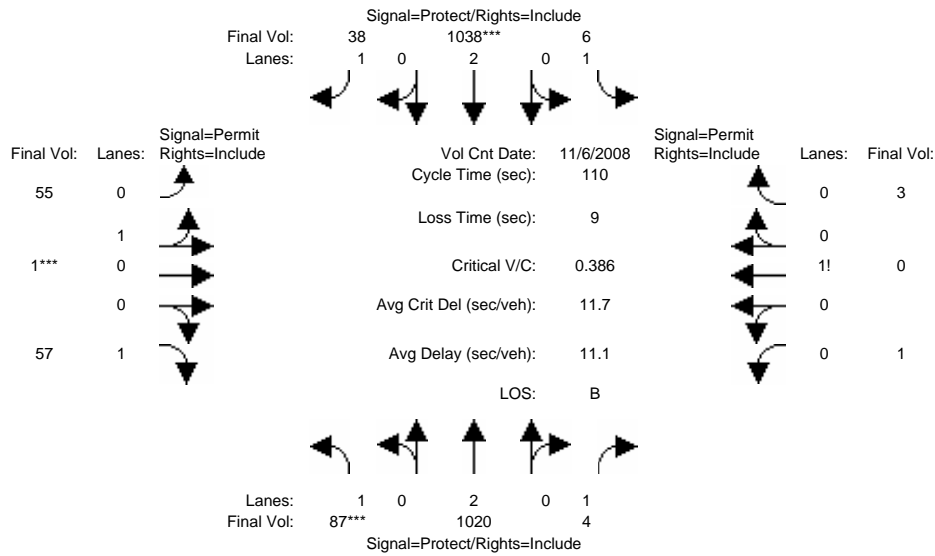 Signal=Protect/Rights=Include
Final Vol: 38 1038*** 6
Lanes: 1 0 2 0 1
Signal=Permit
Final Vol: Lanes: Rights=Include
Vol Cnt Date: 11/6/2008
Signal=Permit
Rights=Include Lanes: Final Vol:
Cycle Time (sec): 110
55 0
0 3
Loss Time (sec): 9
1
0
1*** 0
Critical V/C: 0.386
1! 0
0
Avg Crit Del (sec/veh): 11.7
0
57 1
Avg Delay (sec/veh): 11.1
0 1
LOS: B
Lanes: 1 0 2 0 1
Final Vol: 87*** 1020 4
Signal=Protect/Rights=Include